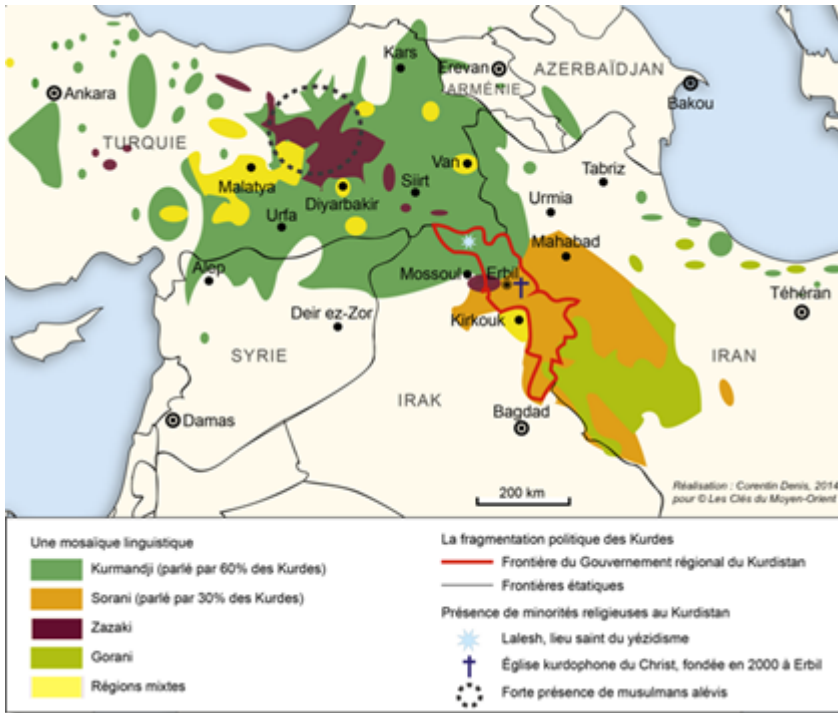 Kars
Erevan
AZERBAÏDJAN
ARMÉNIE
Ankara
Bakou
TURQUIE
Van
Tabriz
Malatya
Siirt
Diyarbakir
Urmia
Urfa
Mahabad
Alep
Mossoul
Erbil
Téhéran
Deir ez-Zor
Kirkouk
SYRIE
IRAN
IRAK
Bagdad
Damas
200 km
Réalisation : Corentin Denis, 2014
pour © Les Clés du Moyen-Orient
Une mosaïque linguistique
Kurmandji (parlé par 60% des Kurdes)
Sorani (parlé par 30% des Kurdes)
Zazaki
Gorani
Régions mixtes
La fragmentation politique des Kurdes
Frontière du Gouvernement régional du Kurdistan
Frontières étatiques
Présence de minorités religieuses au Kurdistan
Lalesh, lieu saint du yézidisme
Église kurdophone du Christ, fondée en 2000 à Erbil
Forte présence de musulmans alévis